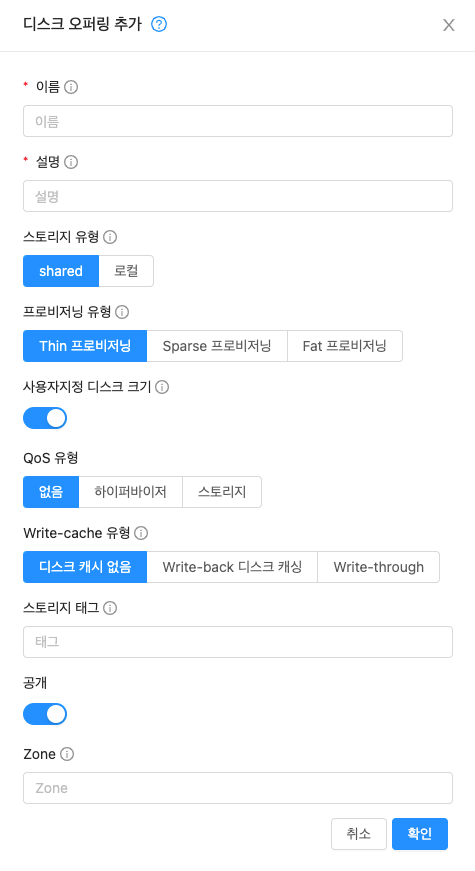 디스크 오퍼링 추가
* 이름
이름
* 설명
설명
스토리지 유형
shared 로컬
프로비저닝 유형
Thin 프로비저닝 Sparse 프로비저닝 Fat 프로비저닝
사용자지정 디스크 크기
QoS 유형
없음 하이퍼바이저 스토리지
Write-cache 유형
디스크 캐시 없음 Write-back 디스크 캐싱 Write-through
스토리지 태그
태그
공개
Zone
Zone
취소 확인